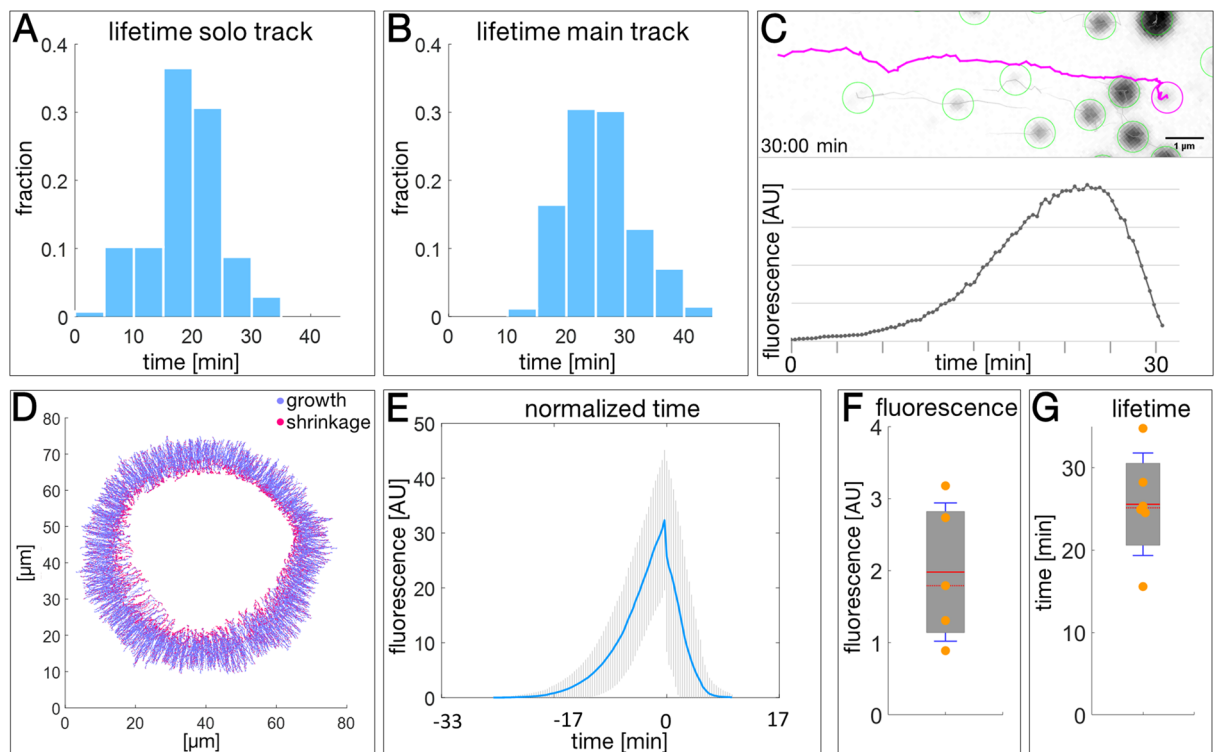 A
lifetime solo track
0.4
0.3
0.2
0.1
0
fraction
0 10 20 30 40
time [min]
B
lifetime main track
0.4
0.3
0.2
0.1
0
fraction
0 10 20 30 40
time [min]
C
30:00 min
1 µm
fluorescence [AU]
0 time [min] 30
D
growth
shrinkage
80
70
60
50
40
30
20
10
0
[µm]
0 20 40 60 80
[µm]
E
normalized time
50
40
30
20
10
0
fluorescence [AU]
-33 -17 0 17
time [min]
F
fluorescence
4
3
2
1
0
fluorescence [AU]
G
lifetime
30
20
10
0
time [min]